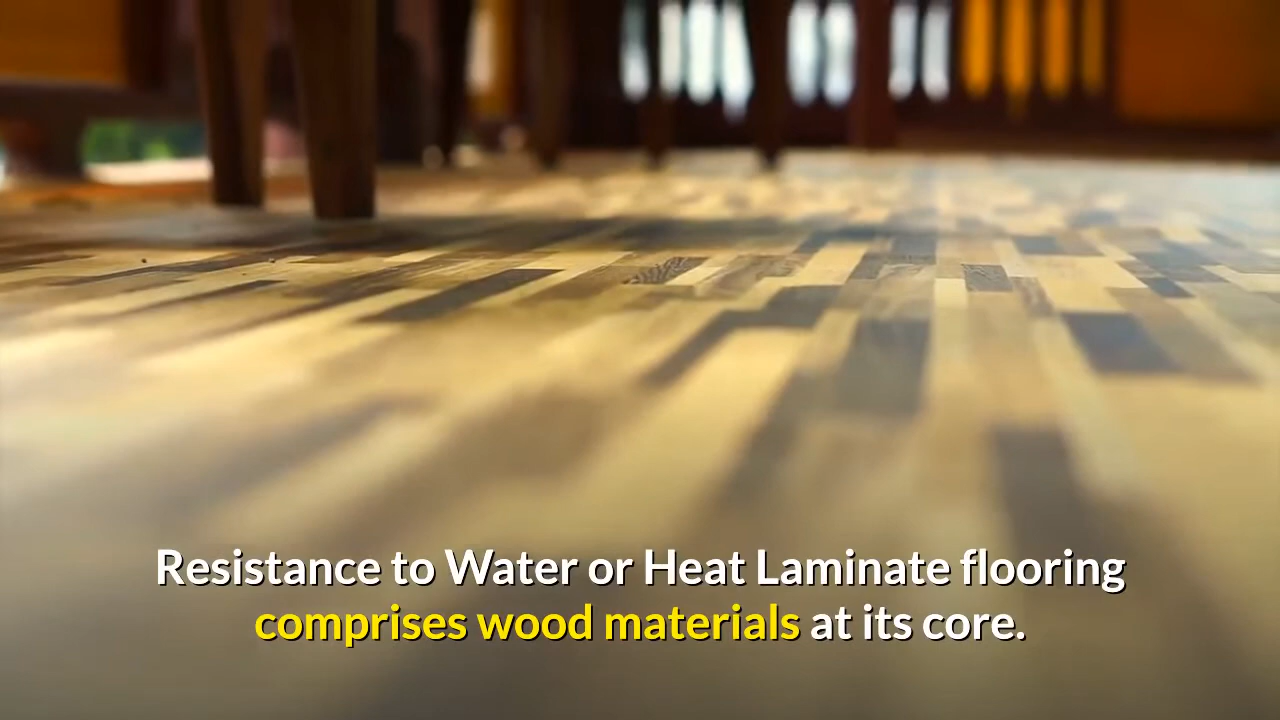 Resistance to Water or Heat Laminate flooring
comprises wood materials at its core.